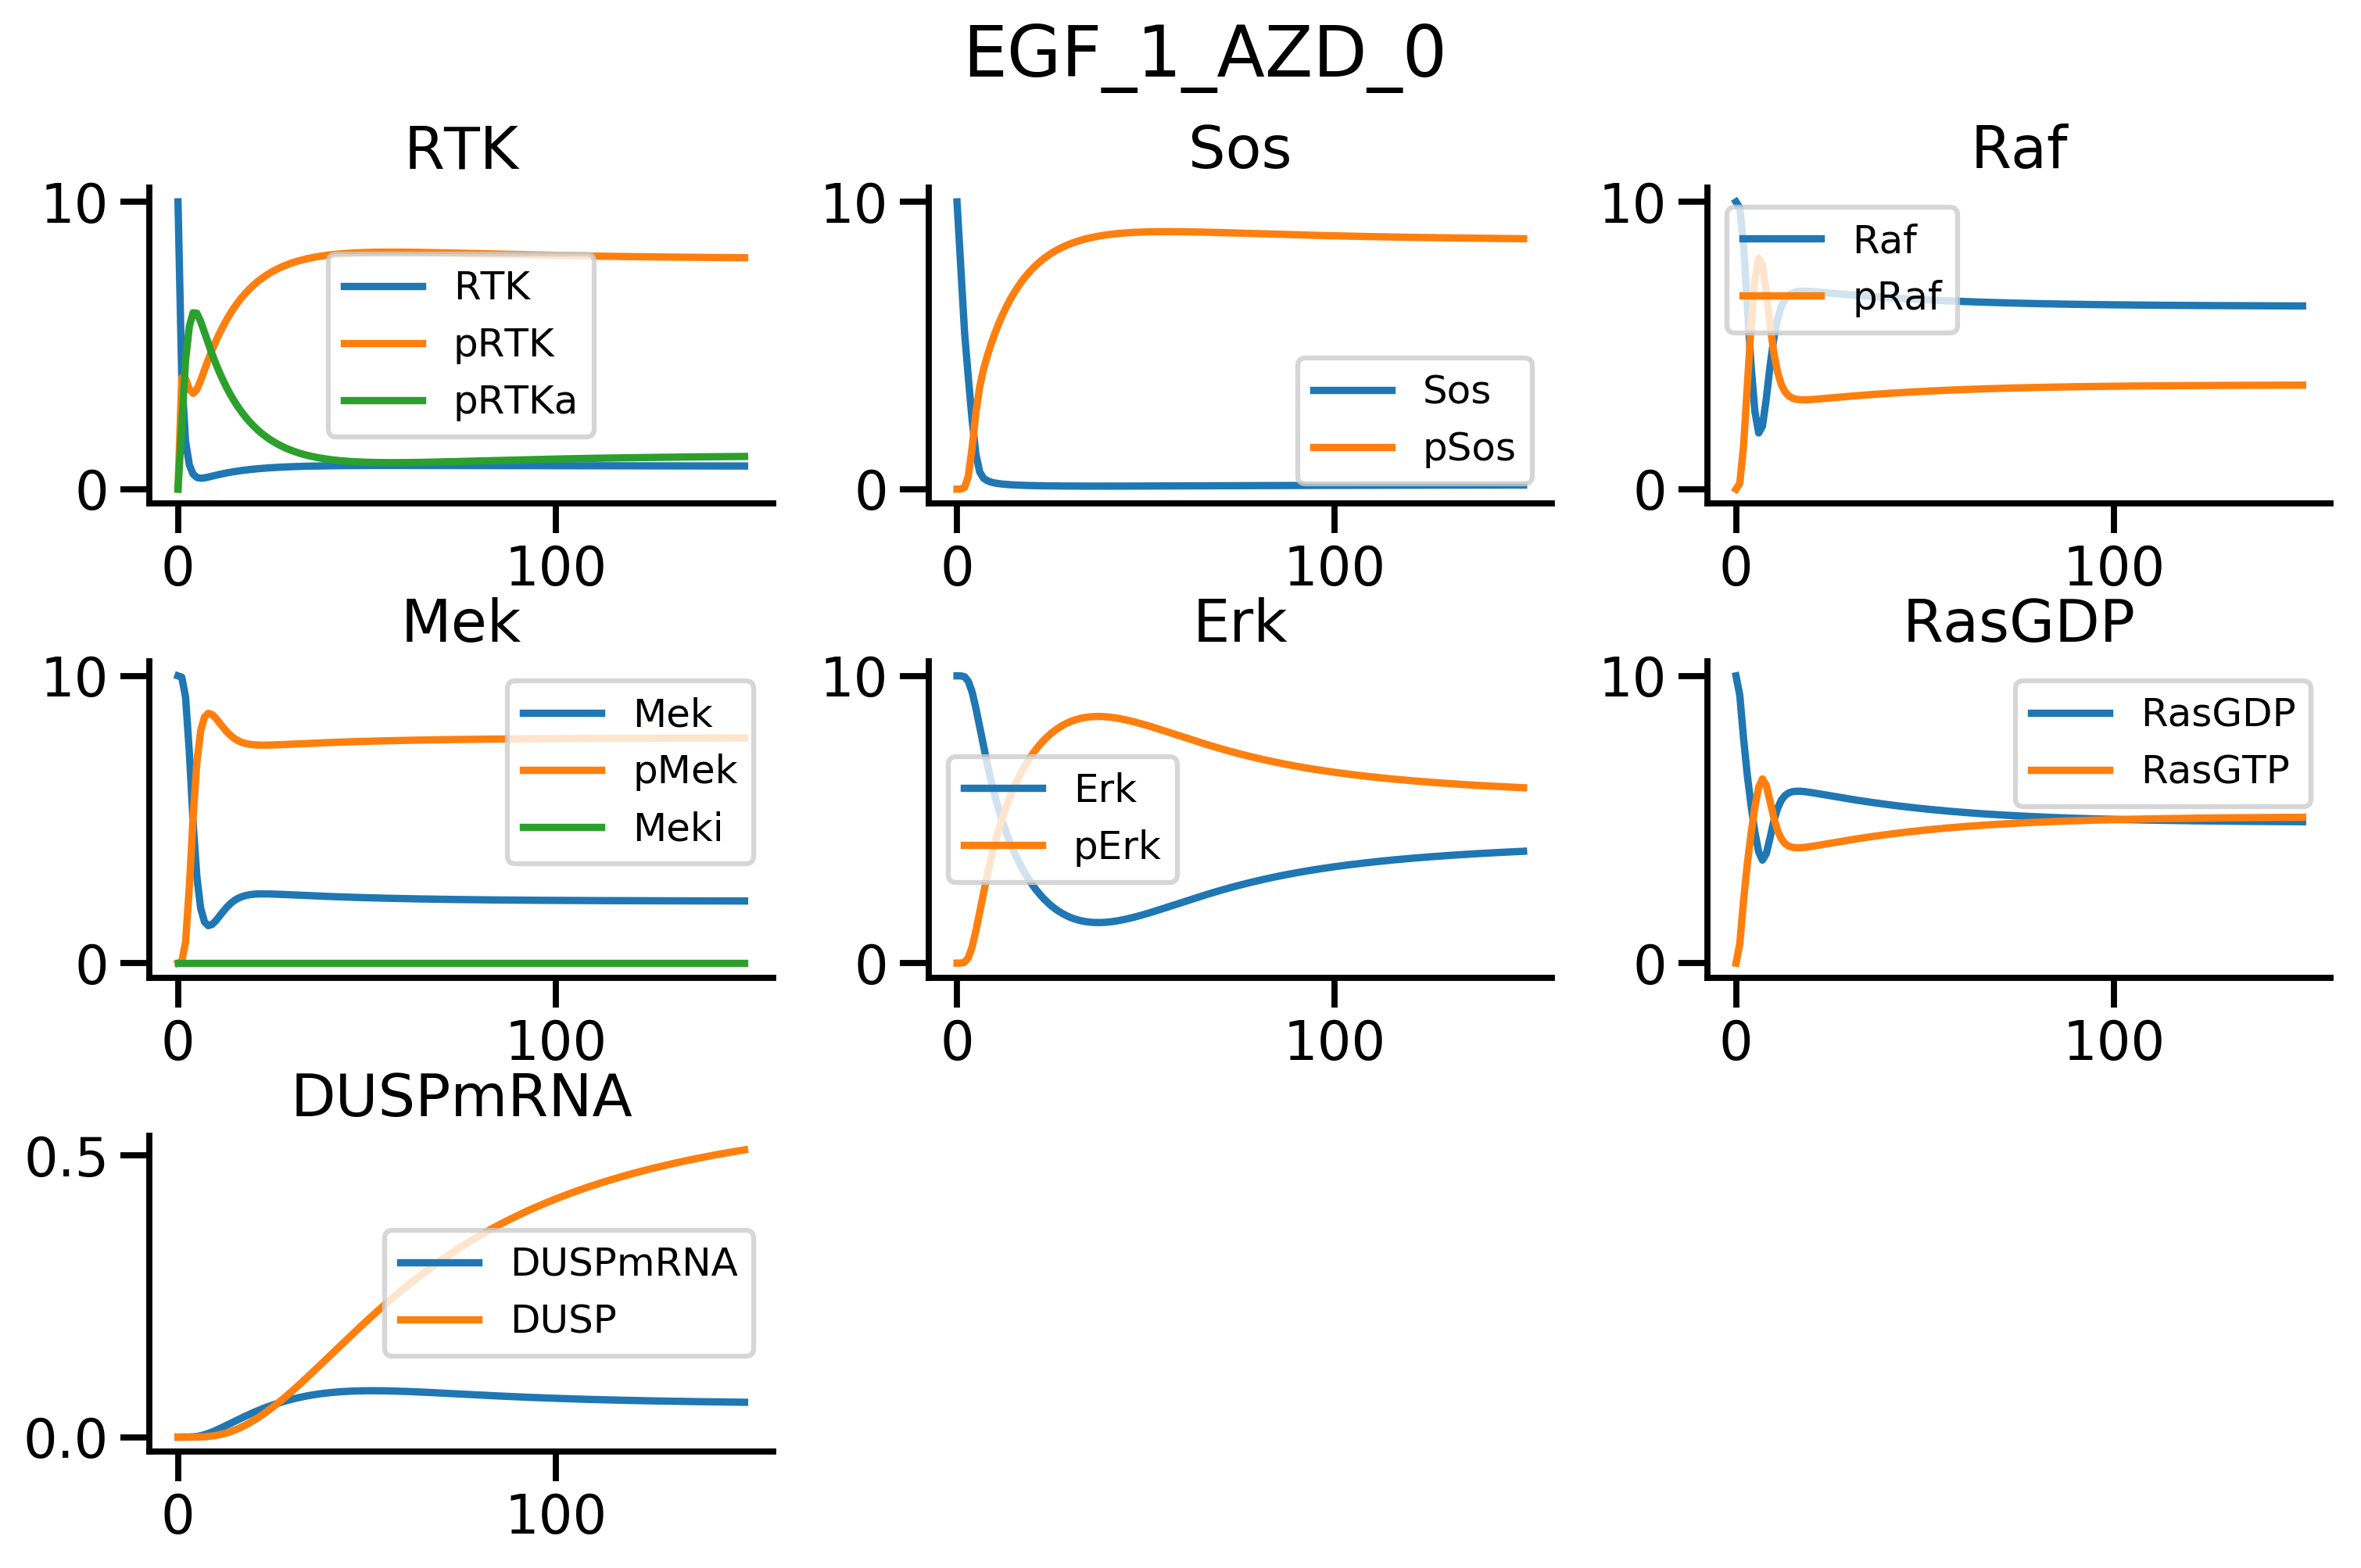 EGF_1_AZD_0
RTK
10
0
0
100
RTK
pRTK
pRTKa
Sos
10
0
0
100
Sos
pSos
Raf
10
0
0
100
Raf
pRaf
Mek
10
0
0
100
Mek
pMek
Meki
Erk
10
0
0
100
Erk
pErk
RasGDP
10
0
0
100
RasGDP
RasGTP
DUSPmRNA
0.5
0.0
0
100
DUSPmRNA
DUSP